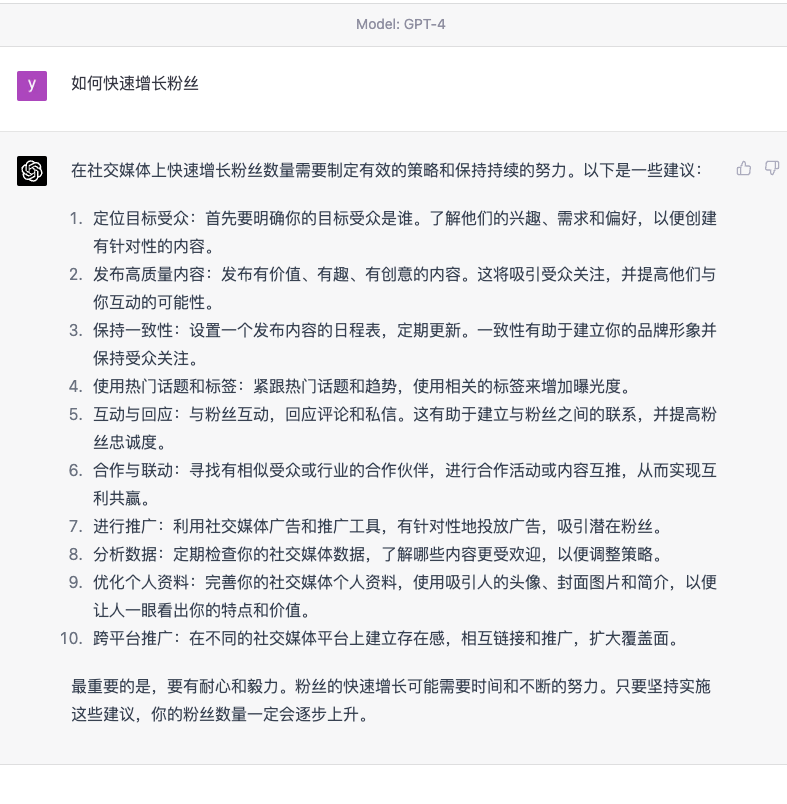 Model: GPT-4
y
如何快速增长粉丝
在社交媒体上快速增长粉丝数量需要制定有效的策略和保持持续的努力。以下是一些建议：
1. 定位目标受众：首先要明确你的目标受众是谁。了解他们的兴趣、需求和偏好，以便创建
有针对性的内容。
2. 发布高质量内容：发布有价值、有趣、有创意的内容。这将吸引受众关注，并提高他们与
你互动的可能性。
3. 保持一致性：设置一个发布内容的日程表，定期更新。一致性有助于建立你的品牌形象并
保持受众关注。
4. 使用热门话题和标签：紧跟热门话题和趋势，使用相关的标签来增加曝光度。
5. 互动与回应：与粉丝互动，回应评论和私信。这有助于建立与粉丝之间的联系，并提高粉
丝忠诚度。
6. 合作与联动：寻找有相似受众或行业的合作伙伴，进行合作活动或内容互推，从而实现互
利共赢。
7. 进行推广：利用社交媒体广告和推广工具，有针对性地投放广告，吸引潜在粉丝。
8. 分析数据：定期检查你的社交媒体数据，了解哪些内容更受欢迎，以便调整策略。
9. 优化个人资料：完善你的社交媒体个人资料，使用吸引人的头像、封面图片和简介，以便
让人一眼看出你的特点和价值。
10. 跨平台推广：在不同的社交媒体平台上建立存在感，相互链接和推广，扩大覆盖面。
最重要的是，要有耐心和毅力。粉丝的快速增长可能需要时间和不断的努力。只要坚持实施
这些建议，你的粉丝数量一定会逐步上升。